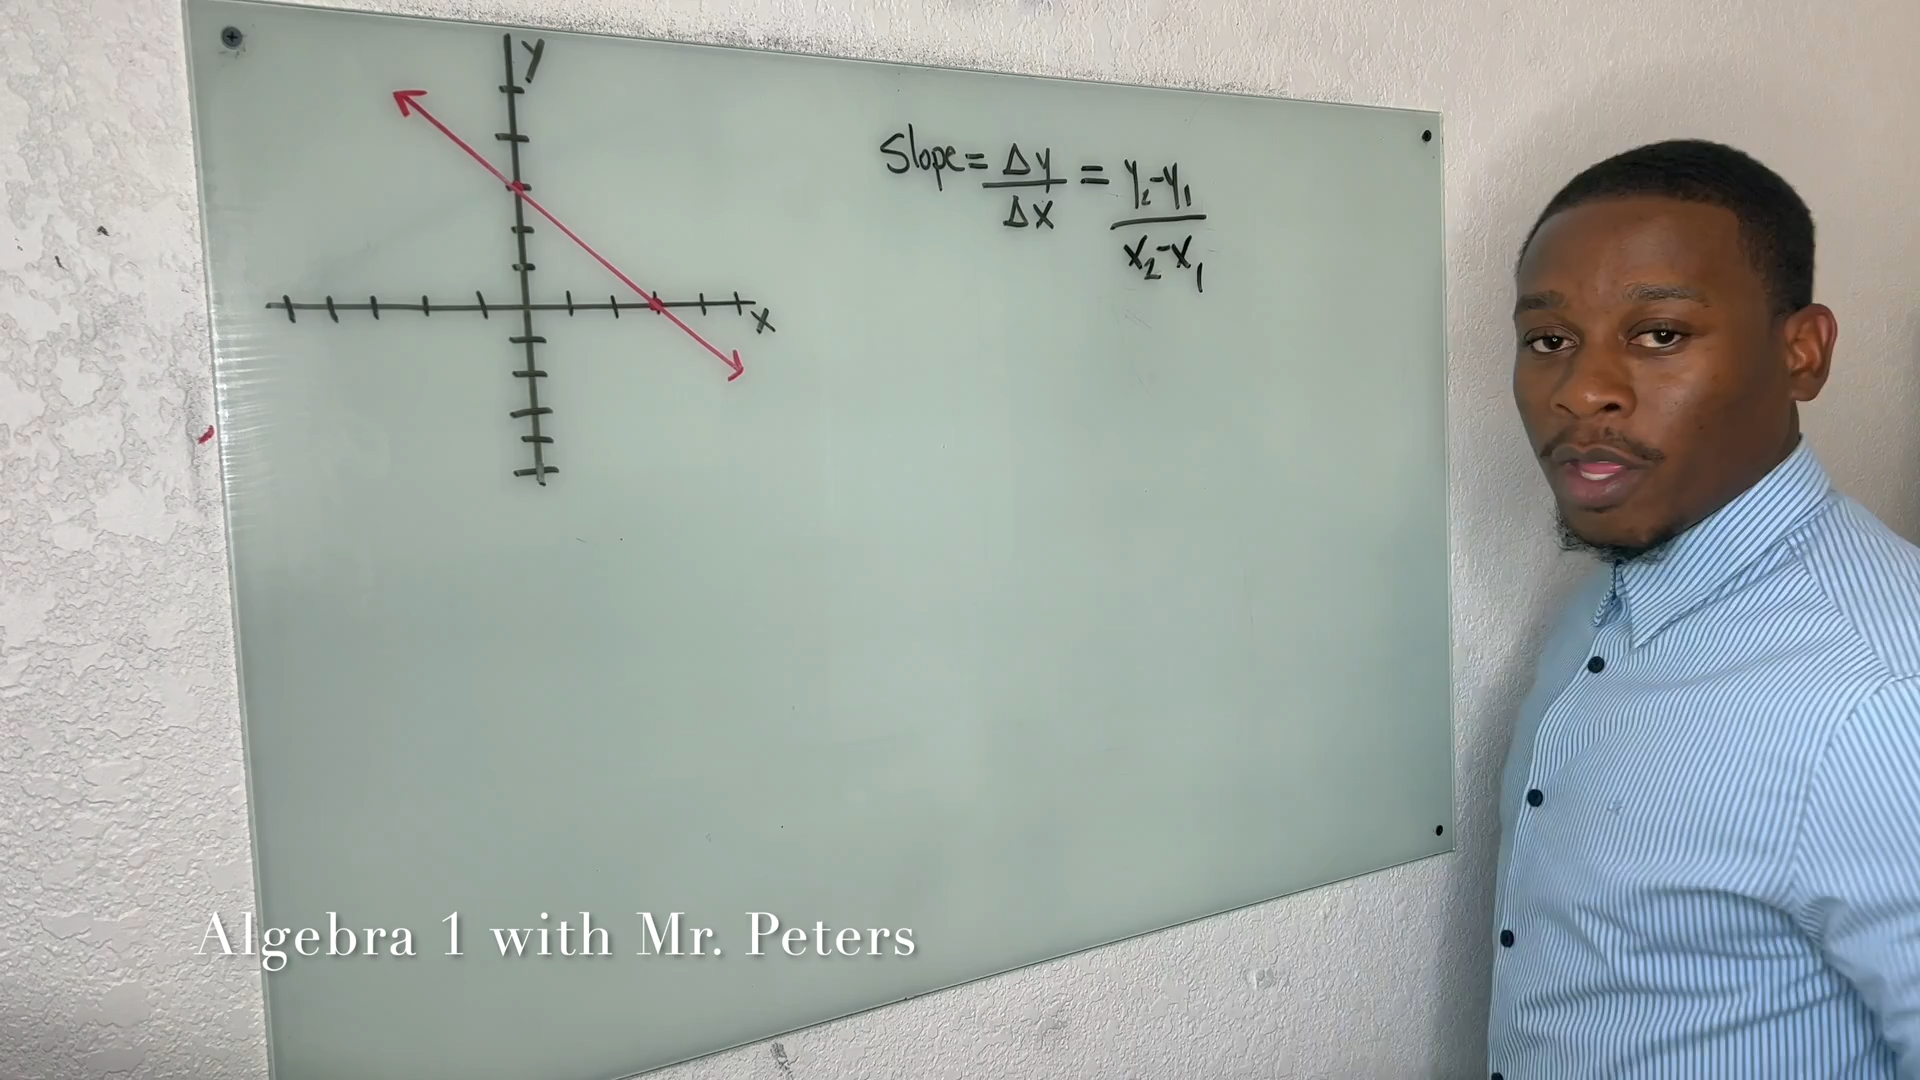 y
x
Slope = Δy/Δx = y₂-y₁/x₂-x₁
Algebra 1 with Mr. Peters